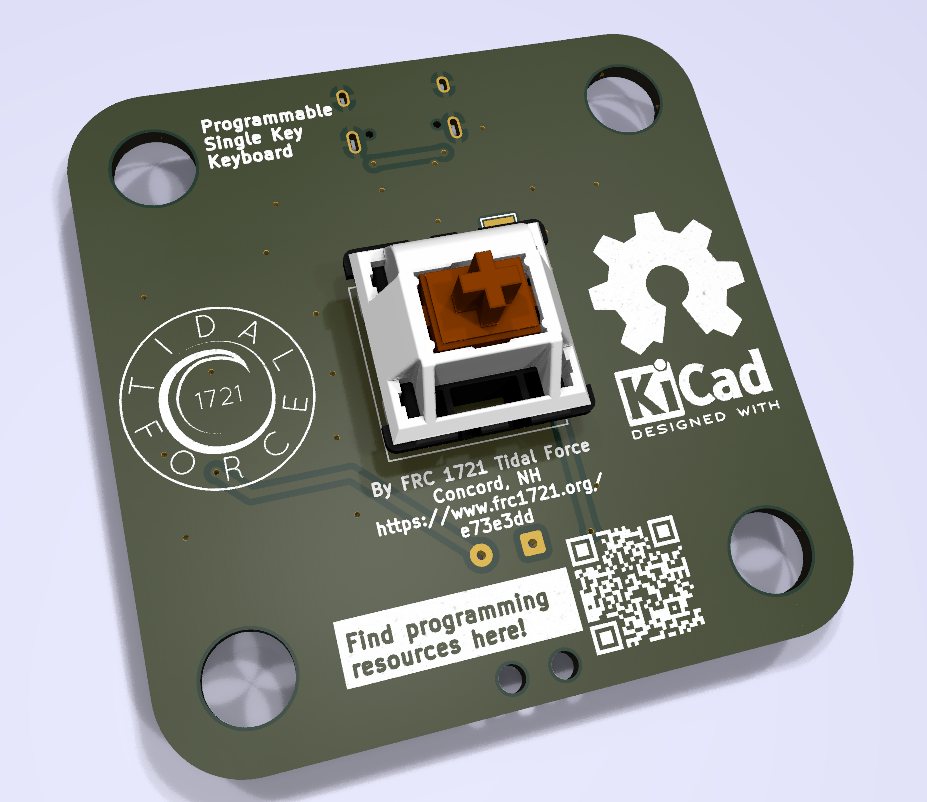 Programmable
Single Key
Keyboard
TIDAL
FORCE
1721
KiCad
DESIGNED WITH
By FRC 1721 Tidal Force
Concord, NH
https://www.frc1721.org/
e73e3dd
Find programming
resources here!